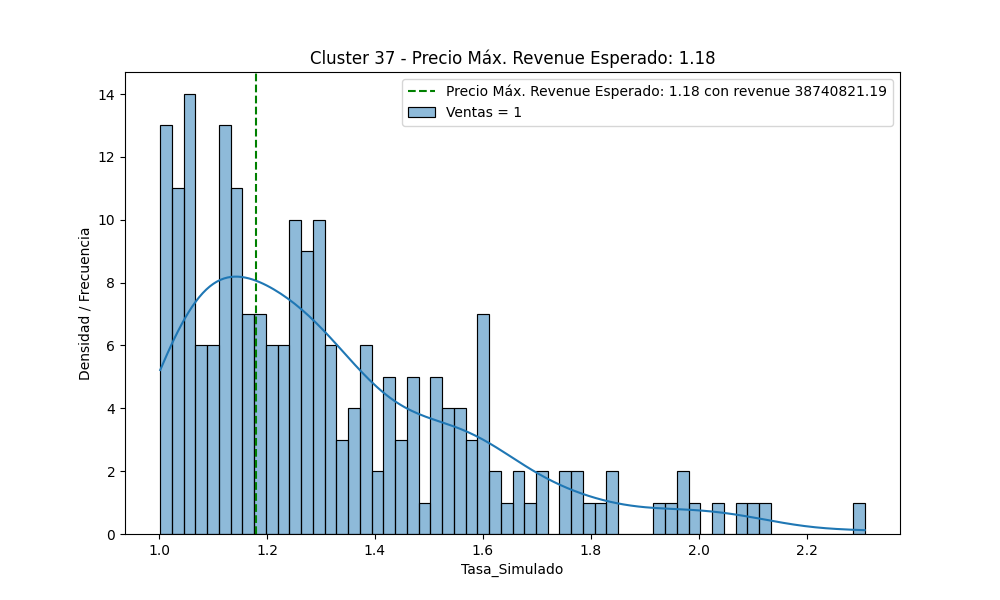 Cluster 37 - Precio Máx. Revenue Esperado: 1.18
Precio Máx. Revenue Esperado: 1.18 con revenue 38740821.19
Ventas = 1
Densidad / Frecuencia
14
12
10
8
6
4
2
0
1.0 1.2 1.4 1.6 1.8 2.0 2.2
Tasa_Simulado